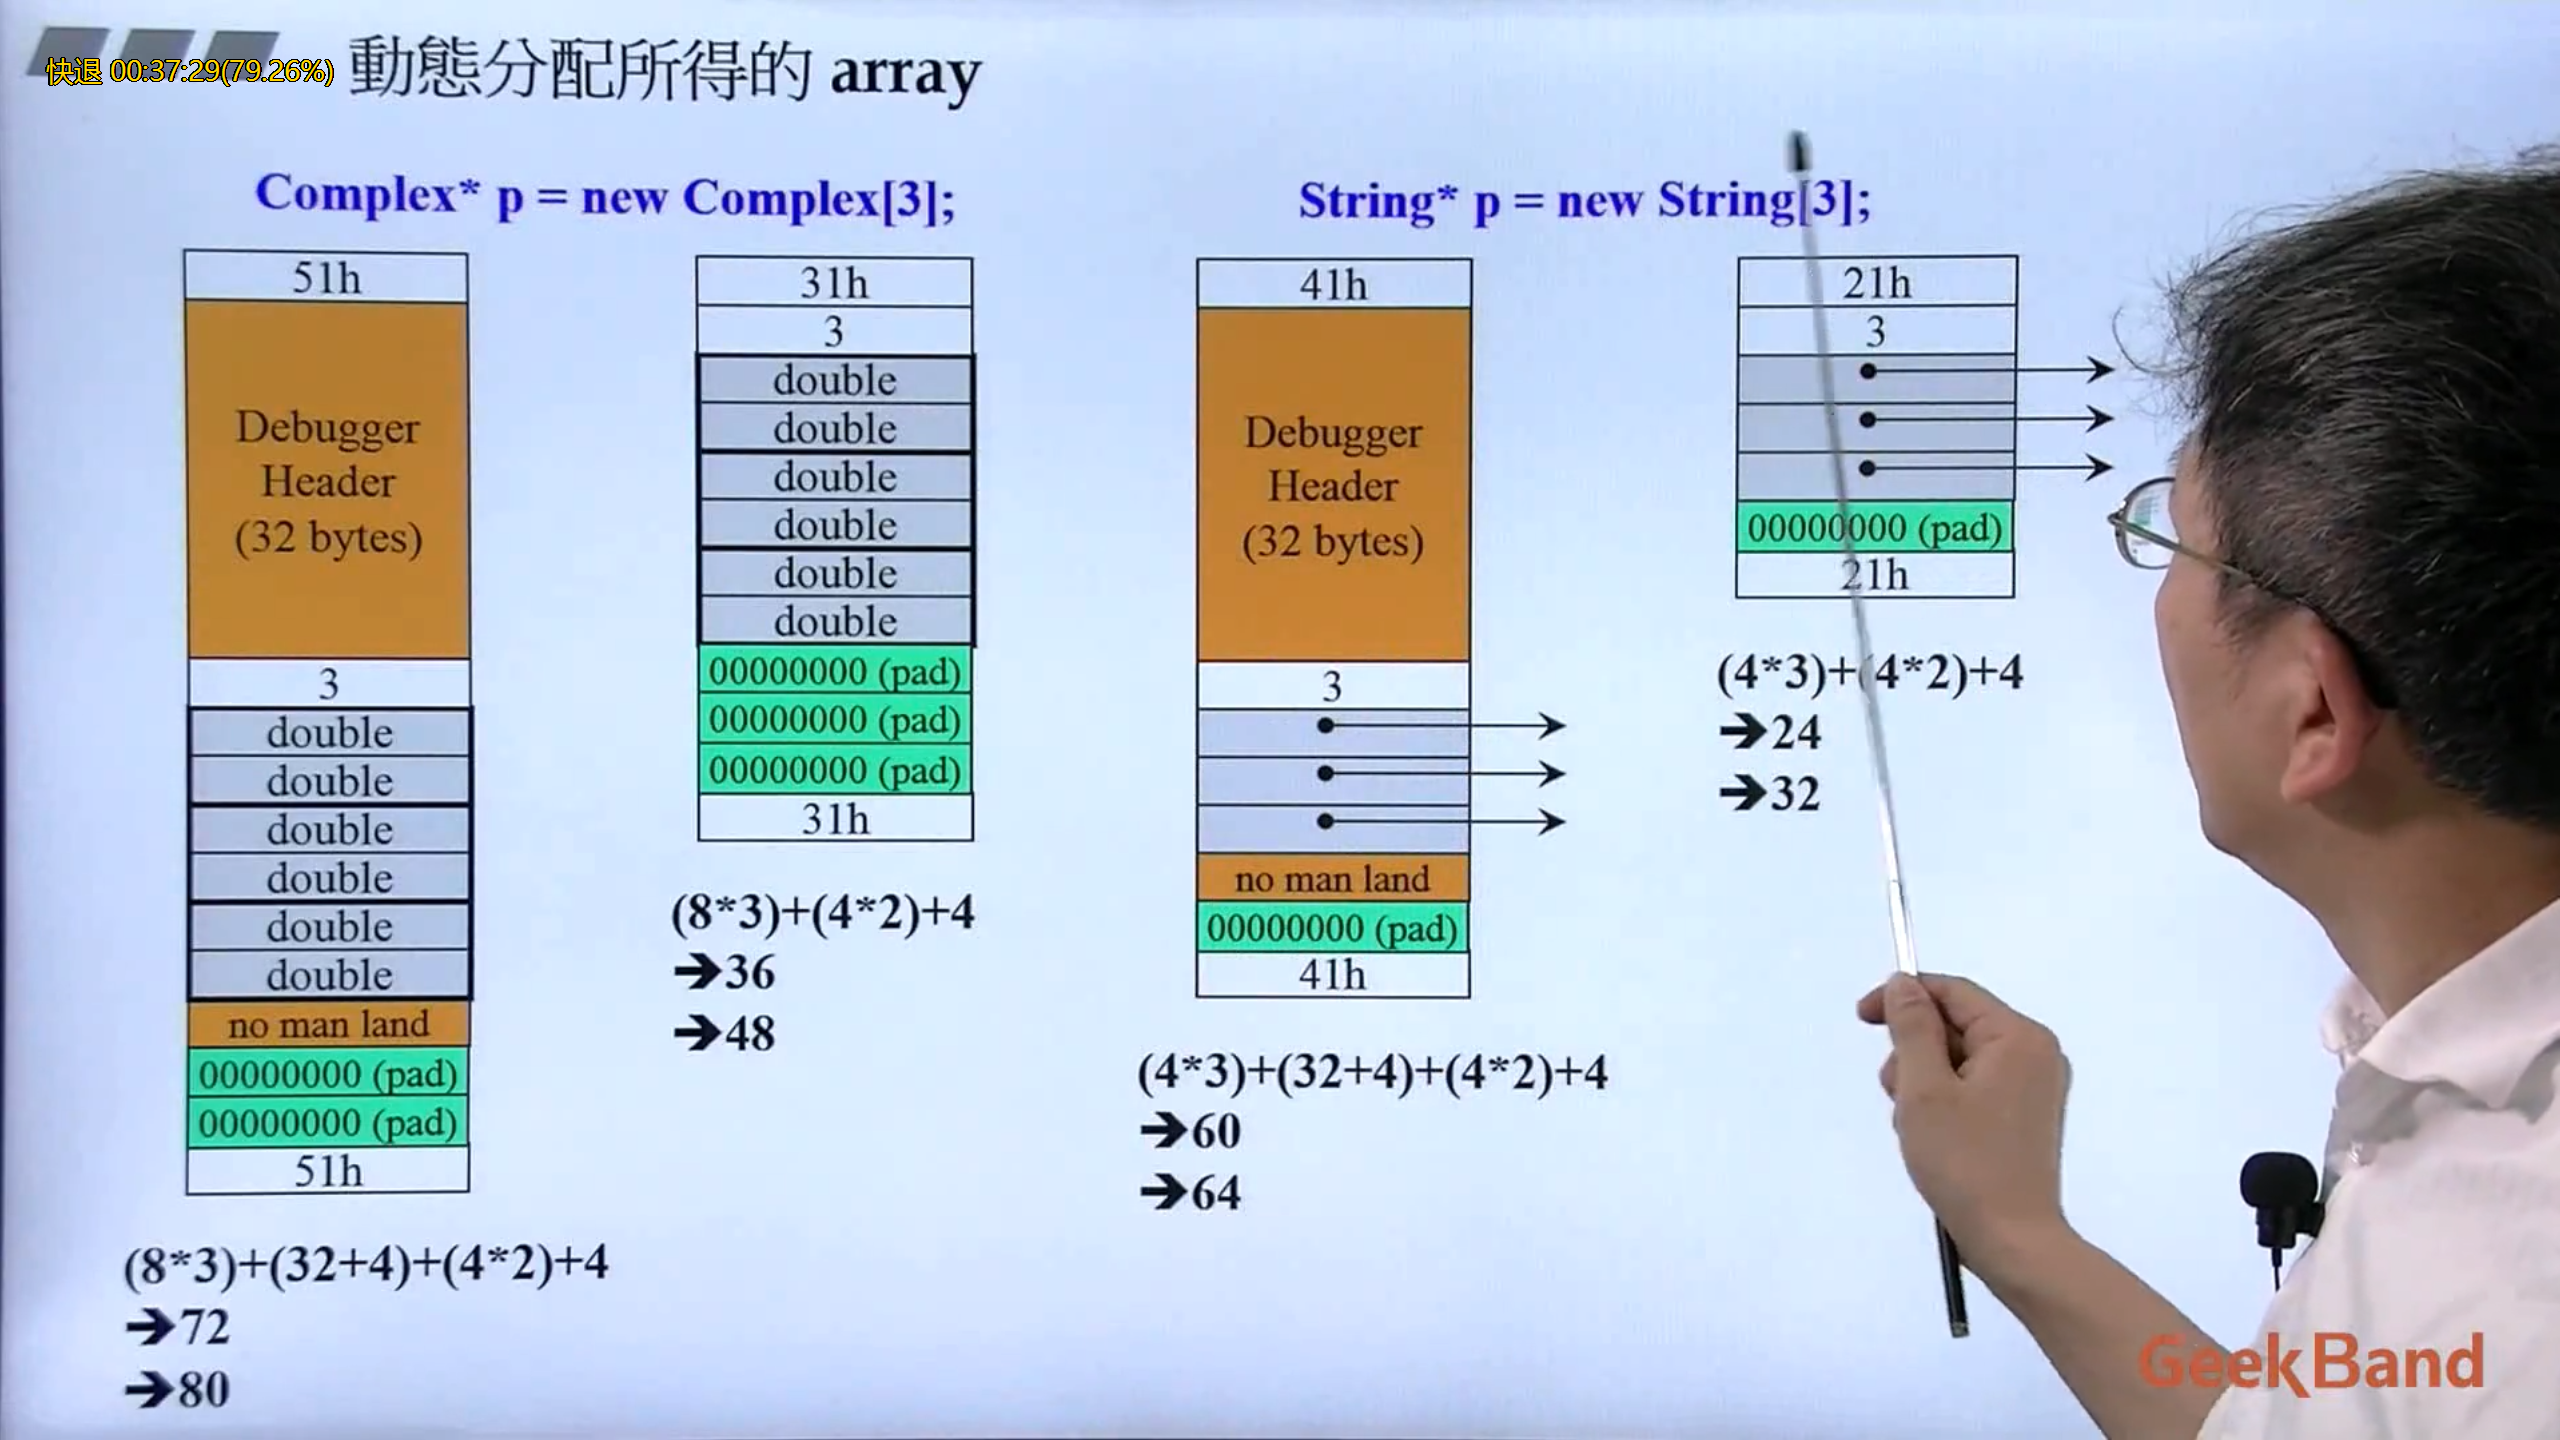 快退 00:37:29(79.26%)
動態分配所得的 array
Complex* p = new Complex[3];
51h
Debugger
Header
(32 bytes)
3
double
double
double
double
double
double
no man land
00000000 (pad)
00000000 (pad)
51h
(8*3)+(32+4)+(4*2)+4
➔72
➔80
31h
3
double
double
double
double
double
double
00000000 (pad)
00000000 (pad)
00000000 (pad)
31h
(8*3)+(4*2)+4
➔36
➔48
String* p = new String[3];
41h
Debugger
Header
(32 bytes)
3
no man land
00000000 (pad)
41h
(4*3)+(32+4)+(4*2)+4
➔60
➔64
21h
3
00000000 (pad)
21h
(4*3)+(4*2)+4
➔24
➔32
GeekBand